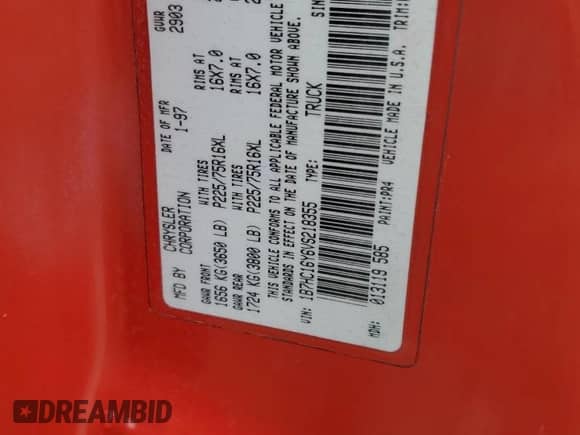 MFD BY CHRYSLER CORPORATION DATE OF MFR 1-97 GVWR 2903
GAWR FRONT WITH TIRES RIMS AT
1656 KG(3650 LB) P225/75R16XL 16X7.0
GAWR REAR WITH TIRES RIMS AT
1724 KG(3800 LB) P225/75R16XL 16X7.0
THIS VEHICLE CONFORMS TO ALL APPLICABLE FEDERAL MOTOR VEHICLE
STANDARDS IN EFFECT ON THE DATE OF MANUFACTURE SHOWN ABOVE.
VIN: 1B7HC16Y6VS218355 TYPE: TRUCK SIN
MDH: 013119 585 PAINT:PR4 VEHICLE MADE IN U.S.A. TRIM:
DREAMBID